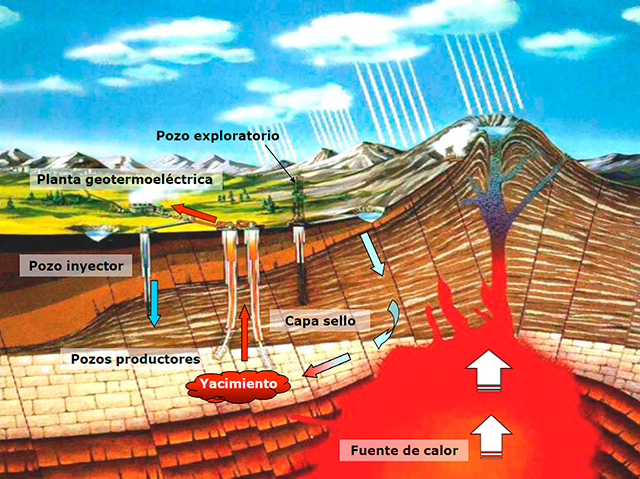 Pozo exploratorio
Planta geotermoeléctrica
Pozo inyector
Capa sello
Pozos productores
Yacimiento
Fuente de calor